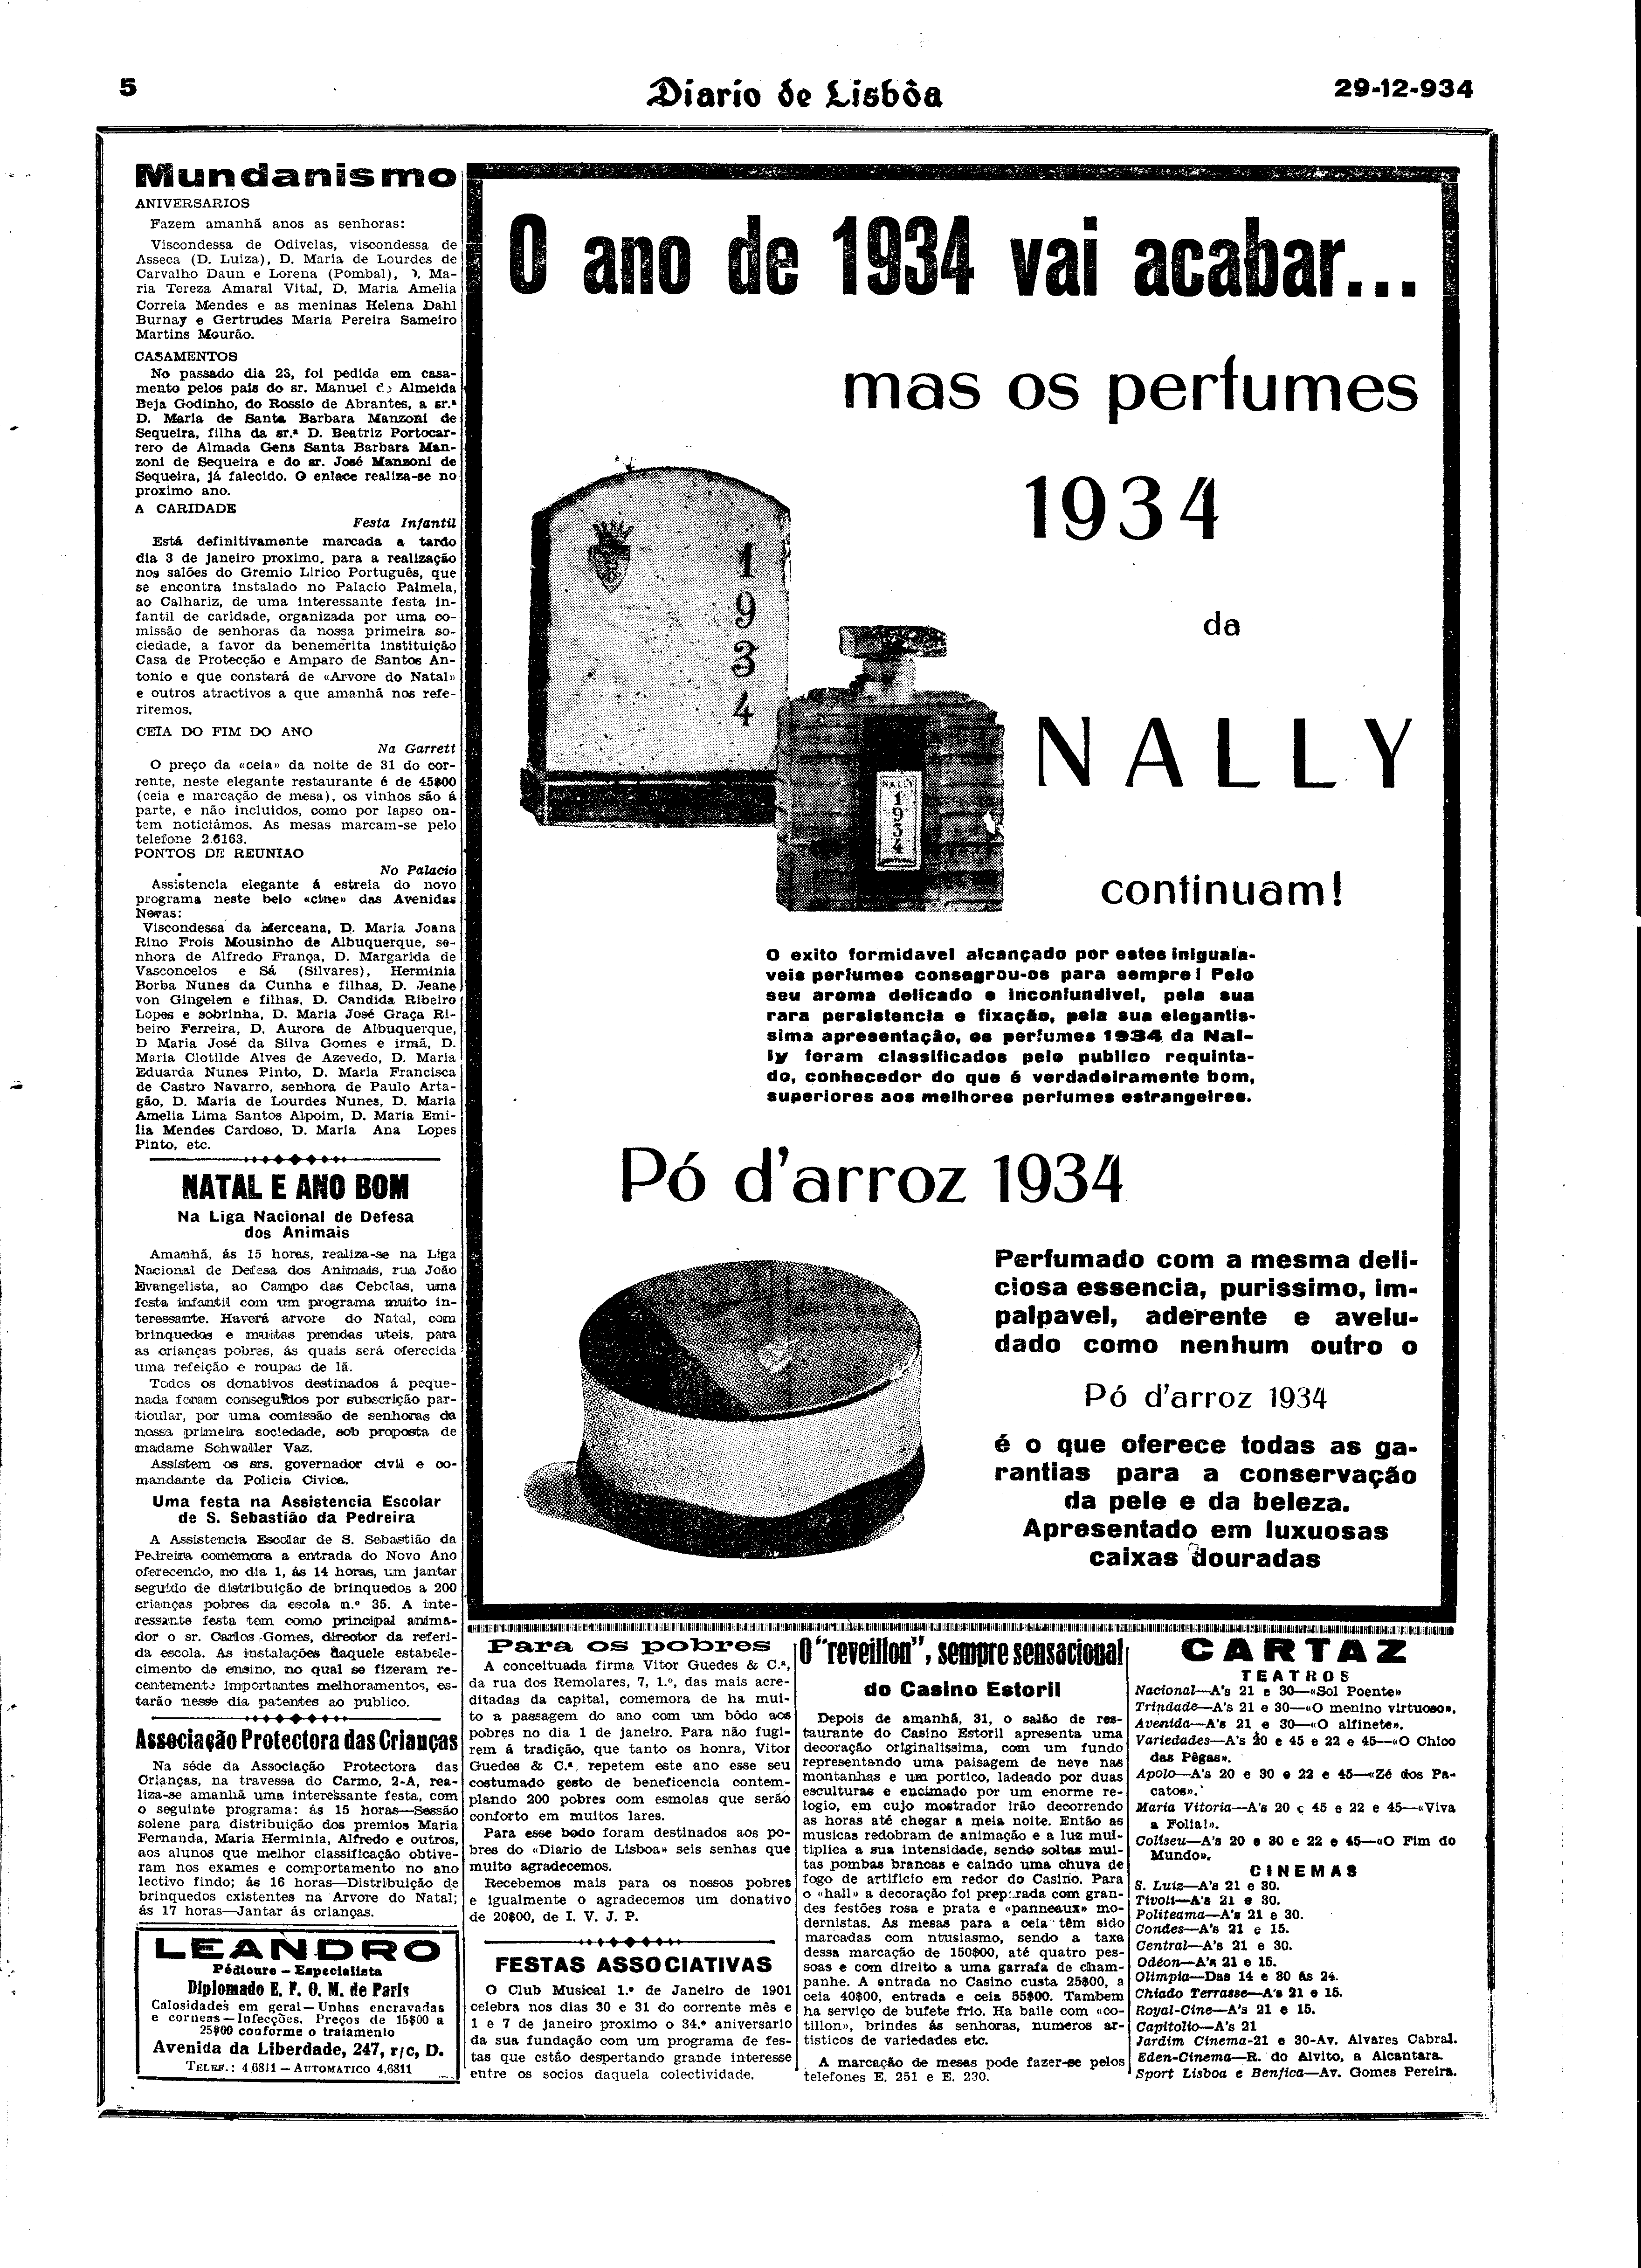 5
Diario de Lisbôa
29-12-934
Mundanismo
ANIVERSARIOS
Fazem amanhã anos as senhoras:
Viscondessa de Odivelas, viscondessa de
Asseca (D. Luiza), D. Maria de Lourdes de
Carvalho Daun e Lorena (Pombal), D. Ma-
ria Tereza Amaral Vital, D. Maria Amelia
Correia Mendes e as meninas Helena Dahl
Burnay e Gertrudes Maria Pereira Sameiro
Martins Mourão.
CASAMENTOS
No passado dia 23, foi pedida em casa-
mento pelos pais do sr. Manuel de Almeida
Beja Godinho, do Rossio de Abrantes, a sr.ª
D. Maria de Santa Barbara Manzoni de
Sequeira, filha da sr.ª D. Beatriz Portocar-
rero de Almada Gens Santa Barbara Man-
zoni de Sequeira e do sr. José Manzoni de
Sequeira, já falecido. O enlace realiza-se no
proximo ano.
A CARIDADE
Festa Infantil
Está definitivamente marcada a tardo
dia 3 de janeiro proximo, para a realização
nos salões do Gremio Lirico Português, que
se encontra instalado no Palacio Palmela,
ao Calhariz, de uma interessante festa in-
fantil de caridade, organizada por uma co-
missão de senhoras da nossa primeira so-
ciedade, a favor da benemérita instituição
Casa de Protecção e Amparo de Santos An-
tonio e que constará de «Arvore do Natal»
e outros atractivos a que amanhã nos refe-
riremos.
CEIA DO FIM DO ANO
Na Garrett
O preço da «ceia» da noite de 31 do cor-
rente, neste elegante restaurante é de 45$00
(ceia e marcação de mesa), os vinhos são á
parte, e não incluidos, como por lapso on-
tem noticiámos. As mesas marcam-se pelo
telefone 2.6163.
PONTOS DE REUNIAO
No Palacio
Assistencia elegante á estreia do novo
programa neste belo «cine» das Avenidas
Novas:
Viscondessa da Merceana, D. Maria Joana
Rino Frois Mousinho de Albuquerque, se-
nhora de Alfredo França, D. Margarida de
Vasconcelos e Sá (Silvares), Herminia
Borba Nunes da Cunha e filhas, D. Jeane
von Gingelen e filhas, D. Candida Ribeiro
Lopes e sobrinha, D. Maria José Graça Ri-
beiro Ferreira, D. Aurora de Albuquerque,
D Maria José da Silva Gomes e irmã, D.
Maria Clotilde Alves de Azevedo, D. Maria
Eduarda Nunes Pinto, D. Maria Francisca
de Castro Navarro, senhora de Paulo Arta-
gão, D. Maria de Lourdes Nunes, D. Maria
Amelia Lima Santos Alpoim, D. Maria Emi-
lia Mendes Cardoso, D. Maria Ana Lopes
Pinto, etc.
NATAL E ANO BOM
Na Liga Nacional de Defesa
dos Animais
Amanhã, ás 15 horas, realiza-se na Liga
Nacional de Defesa dos Animais, rua João
Evangelista, ao Campo das Cebolas, uma
festa infantil com um programa muito in-
teressante. Haverá arvore do Natal, com
brinquedos e muitas prendas uteis, para
as crianças pobres, ás quais será oferecida
uma refeição e roupas de lã.
Todos os donativos destinados á peque-
nada foram conseguidos por subscrição par-
ticular, por uma comissão de senhoras da
nossa primeira sociedade, sob proposta de
madame Schwaller Vaz.
Assistem os srs. governador civil e co-
mandante da Policia Civica.
Uma festa na Assistencia Escolar
de S. Sebastião da Pedreira
A Assistencia Escolar de S. Sebastião da
Pedreira comemora a entrada do Novo Ano
oferecendo, no dia 1, ás 14 horas, um jantar
seguido de distribuição de brinquedos a 200
crianças pobres da escola n.º 35. A inte-
ressante festa tem como principal anima-
dor o sr. Carlos Gomes, director da referi-
da escola. As instalações daquele estabele-
cimento de ensino, no qual se fizeram re-
centemente importantes melhoramentos, es-
tarão nesse dia patentes ao publico.
Associação Protectora das Crianças
Na séde da Associação Protectora das
Crianças, na travessa do Carmo, 2-A, rea-
liza-se amanhã uma interessante festa, com
o seguinte programa: ás 15 horas—Sessão
solene para distribuição dos premios Maria
Fernanda, Maria Herminia, Alfredo e outros,
aos alunos que melhor classificação obtive-
ram nos exames e comportamento no ano
lectivo findo; ás 16 horas—Distribuição de
brinquedos existentes na Arvore do Natal;
ás 17 horas—Jantar ás crianças.
LEANDRO
Pédicure – Especialista
Diplomado E. F. O. M. de Paris
Calosidades em geral — Unhas encravadas
e corneas — Infecções. Preços de 15$00 a
25$00 conforme o tratamento
Avenida da Liberdade, 247, r/c, D.
TELEF.: 4 6811 — AUTOMATICO 4,6811
O ano de 1934 vai acabar...
mas os perfumes
1934
da
NALLY
continuam!
1
9
3
4
NALLY
1
9
3
4
O exito formidavel alcançado por estes iniguala-
veis perfumes consagrou-os para sempre! Pelo
seu aroma delicado e inconfundivel, pela sua
rara persistencia e fixação, pela sua elegantis-
sima apresentação, os perfumes 1934 da Nal-
ly foram classificados pelo publico requinta-
do, conhecedor do que é verdadeiramente bom,
superiores aos melhores perfumes estrangeires.
Pó d'arroz 1934
Perfumado com a mesma deli-
ciosa essencia, purissimo, im-
palpavel, aderente e avelu-
dado como nenhum outro o
Pó d'arroz 1934
é o que oferece todas as ga-
rantias para a conservação
da pele e da beleza.
Apresentado em luxuosas
caixas douradas
Para os pobres
A conceituada firma Vitor Guedes & C.ª,
da rua dos Remolares, 7, 1.º, das mais acre-
ditadas da capital, comemora de ha mui-
to a passagem do ano com um bôdo aos
pobres no dia 1 de janeiro. Para não fugi-
rem á tradição, que tanto os honra, Vitor
Guedes & C.ª, repetem este ano esse seu
costumado gesto de beneficencia contem-
plando 200 pobres com esmolas que serão
conforto em muitos lares.
Para esse bodo foram destinados aos po-
bres do «Diario de Lisboa» seis senhas que
muito agradecemos.
Recebemos mais para os nossos pobres
e igualmente o agradecemos um donativo
de 20$00, de I. V. J. P.
FESTAS ASSOCIATIVAS
O Club Musical 1.º de Janeiro de 1901
celebra nos dias 30 e 31 do corrente mês e
1 e 7 de janeiro proximo o 34.º aniversario
da sua fundação com um programa de fes-
tas que estão despertando grande interesse
entre os socios daquela colectividade.
O "reveillon", sempre sensacional
do Casino Estoril
Depois de amanhã, 31, o salão de res-
taurante do Casino Estoril apresenta uma
decoração originalissima, com um fundo
representando uma paisagem de neve nas
montanhas e um portico, ladeado por duas
esculturas e encimado por um enorme re-
logio, em cujo mostrador irão decorrendo
as horas até chegar a meia noite. Então as
musicas redobram de animação e a luz mul-
tiplica a sua intensidade, sendo soltas mui-
tas pombas brancas e caindo uma chuva de
fogo de artificio em redor do Casino. Para
o «hall» a decoração foi preparada com gran-
des festões rosa e prata e «panneaux» mo-
dernistas. As mesas para a ceia têm sido
marcadas com ntusiasmo, sendo a taxa
dessa marcação de 150$00, até quatro pes-
soas e com direito a uma garrafa de cham-
panhe. A entrada no Casino custa 25$00, a
ceia 40$00, entrada e ceia 55$00. Tambem
ha serviço de bufete frio. Ha baile com «co-
tillon», brindes ás senhoras, numeros ar-
tisticos de variedades etc.
A marcação de mesas pode fazer-se pelos
telefones E. 251 e E. 230.
CARTAZ
TEATROS
Nacional—A's 21 e 30—«Sol Poente»
Trindade—A's 21 e 30—«O menino virtuoso».
Avenida—A's 21 e 30—«O alfinete».
Variedades—A's 20 e 45 e 22 e 45—«O Chico
das Pêgas».
Apolo—A's 20 e 30 e 22 e 45—«Zé dos Pa-
catos».
Maria Vitoria—A's 20 e 45 e 22 e 45—«Viva
a Folia!».
Coliseu—A's 20 e 30 e 22 e 45—«O Fim do
Mundo».
CINEMAS
S. Luiz—A's 21 e 30.
Tivoli—A's 21 e 30.
Politeama—A's 21 e 30.
Condes—A's 21 e 15.
Central—A's 21 e 30.
Odéon—A's 21 e 15.
Olimpia—Das 14 e 30 ás 24.
Chiado Terrasse—A's 21 e 15.
Royal-Cine—A's 21 e 15.
Capitolio—A's 21
Jardim Cinema-21 e 30-Av. Alvares Cabral.
Eden-Cinema—R. do Alvito, a Alcantara.
Sport Lisboa e Benfica—Av. Gomes Pereira.